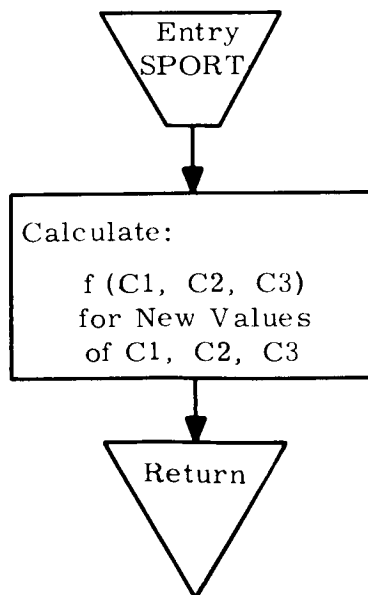 Entry
SPORT
Calculate:
f (C1, C2, C3)
for New Values
of C1, C2, C3
Return